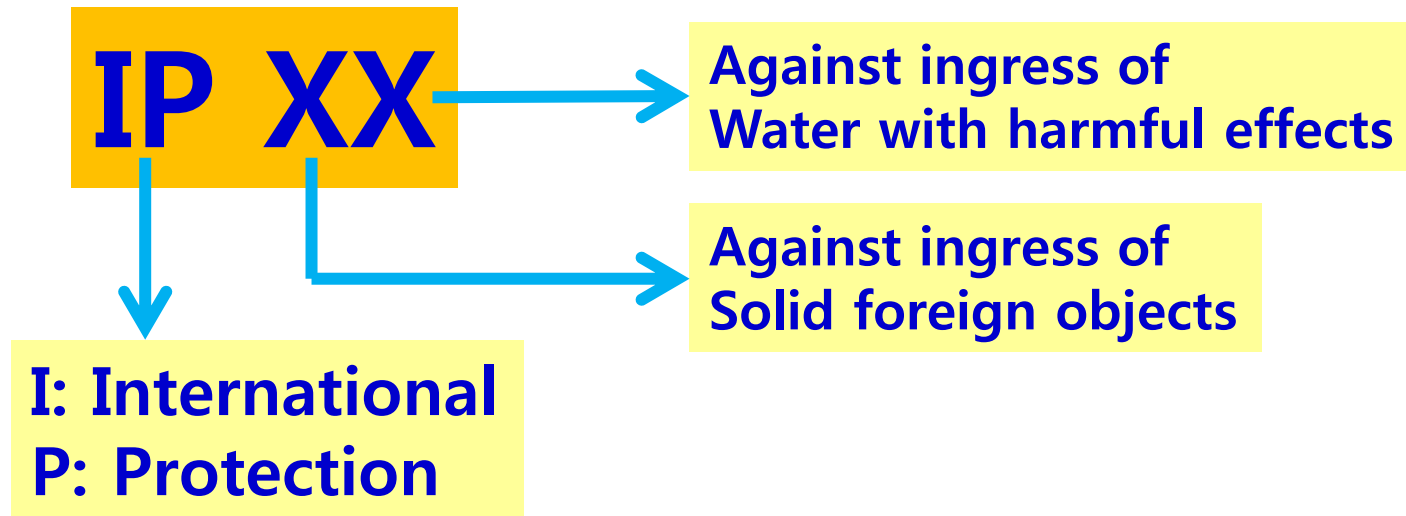 IP XX
Against ingress of
Water with harmful effects
Against ingress of
Solid foreign objects
I: International
P: Protection